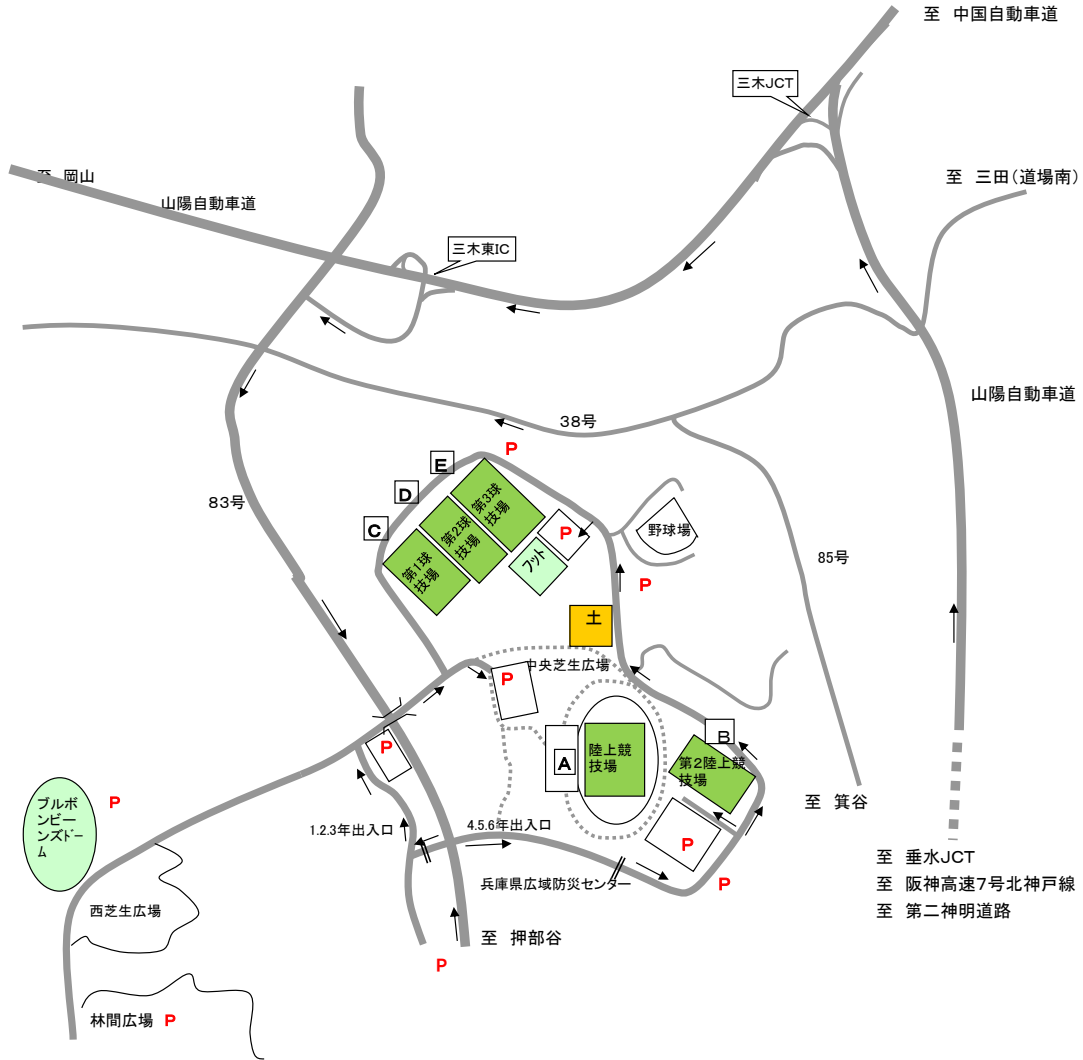 至　中国自動車道
三木JCT
至　岡山
至　三田（道場南）
山陽自動車道
三木東IC
山陽自動車道
38号
P
E
D
C
83号
第3球
技場
第2球
技場
第1球
技場
P
フット
野球場
85号
P
土
中央芝生広場
P
B
陸上競
技場
A
第2陸上競
技場
P
ブルボ
ンビー
ンズドー
ム
P
至　箕谷
1.2.3年出入口
4.5.6年出入口
P
至　垂水JCT
至　阪神高速7号北神戸線
至　第二神明道路
兵庫県広域防災センター
P
西芝生広場
至　押部谷
P
林間広場
P